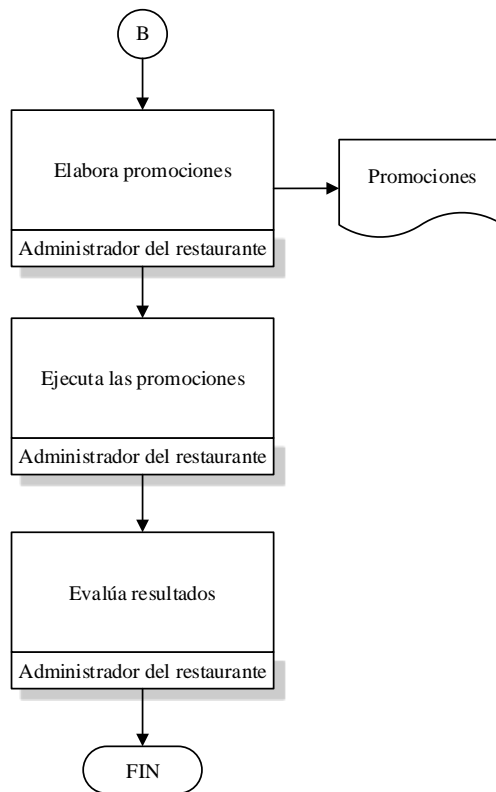 B
Elabora promociones
Promociones
Administrador del restaurante
Ejecuta las promociones
Administrador del restaurante
Evalúa resultados
Administrador del restaurante
FIN